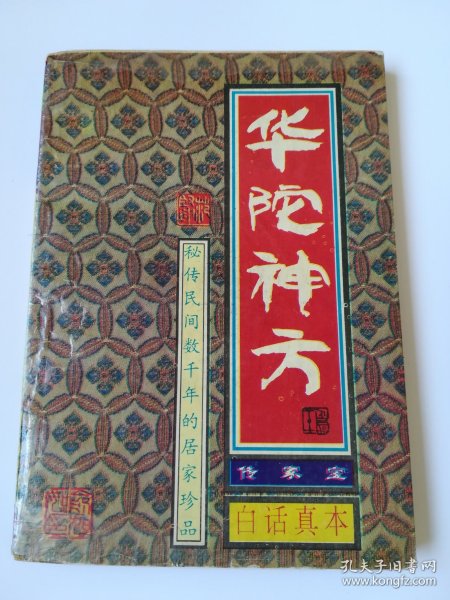 华陀神方
传家宝
白话真本
秘传民间数千年的居家珍品
孔夫子旧书网
www.kongfz.com